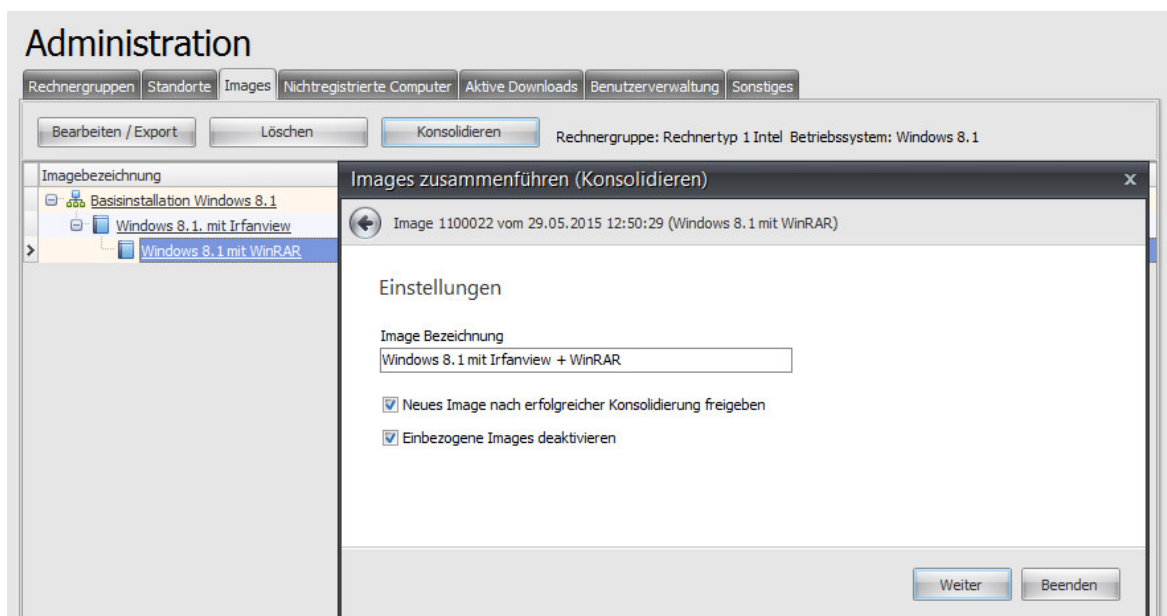 Administration
Rechnergruppen Standorte Images Nichtregistrierte Computer Aktive Downloads Benutzerverwaltung Sonstiges
Bearbeiten / Export Löschen Konsolidieren Rechnergruppe: Rechnertyp 1 Intel Betriebssystem: Windows 8.1
Imagebezeichnung
Basisinstallation Windows 8.1
Windows 8.1. mit Irfanview
Windows 8.1 mit WinRAR
Images zusammenführen (Konsolidieren) x
Image 1100022 vom 29.05.2015 12:50:29 (Windows 8.1 mit WinRAR)
Einstellungen
Image Bezeichnung
Windows 8.1 mit Irfanview + WinRAR
Neues Image nach erfolgreicher Konsolidierung freigeben
Einbezogene Images deaktivieren
Weiter Beenden